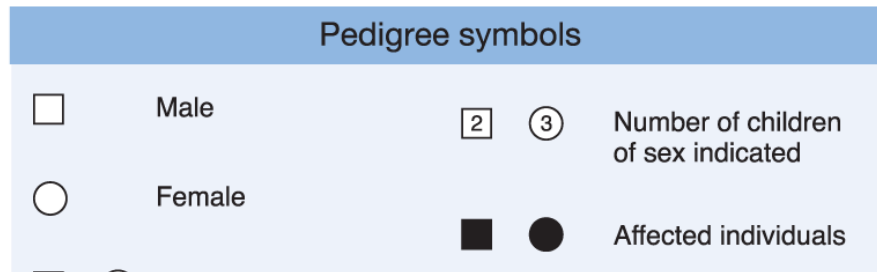 Pedigree symbols
Male
2 3 Number of children
of sex indicated
Female
Affected individuals